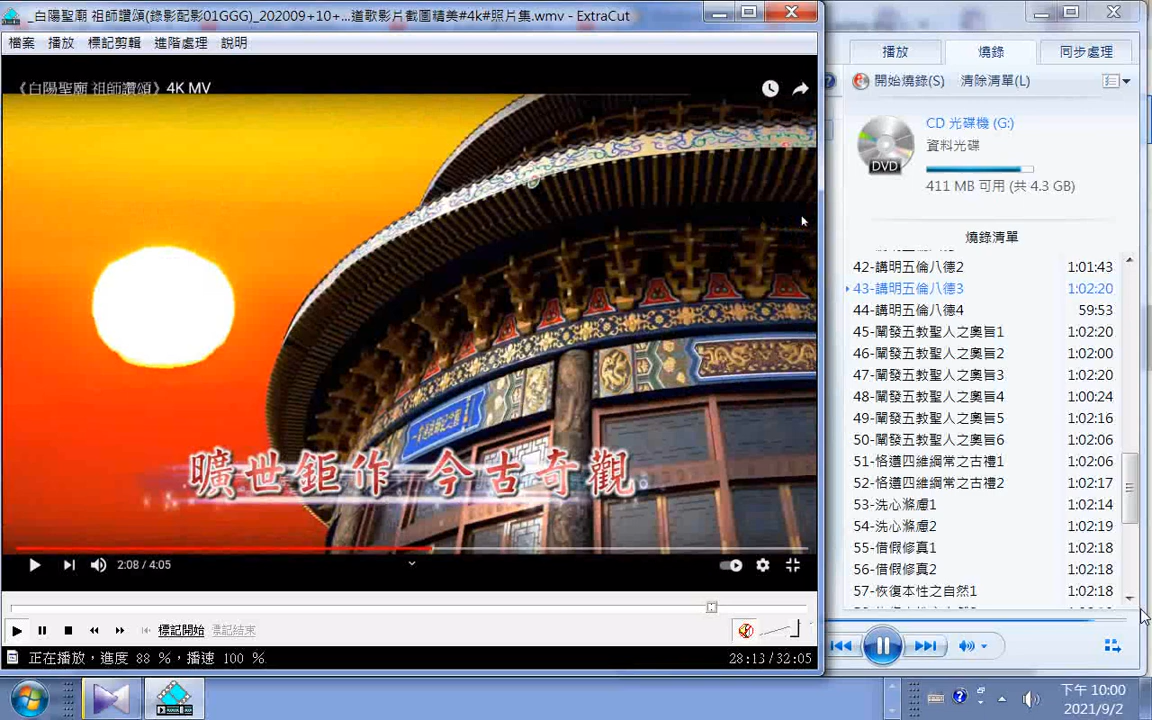 _白陽聖廟 祖師讚頌(錄影配影01GGG)_202009+10+...道歌影片截圖精美#4k#照片集.wmv - ExtraCut
檔案 播放 標記剪輯 進階處理 說明
《白陽聖廟 祖師讚頌》4K MV
曠世鉅作 今古奇觀
2:08 / 4:05
標記開始 標記結束
正在播放，進度 88 %，播速 100 %
28:13 / 32:05
播放 燒錄 同步處理
開始燒錄(S) 清除清單(L)
DVD
CD 光碟機 (G:)
資料光碟
411 MB 可用 (共 4.3 GB)
燒錄清單
42-講明五倫八德2 1:01:43
43-講明五倫八德3 1:02:20
44-講明五倫八德4 59:53
45-闡發五教聖人之奧旨1 1:02:20
46-闡發五教聖人之奧旨2 1:02:00
47-闡發五教聖人之奧旨3 1:02:20
48-闡發五教聖人之奧旨4 1:00:24
49-闡發五教聖人之奧旨5 1:02:16
50-闡發五教聖人之奧旨6 1:02:06
51-恪遵四維綱常之古禮1 1:02:06
52-恪遵四維綱常之古禮2 1:02:17
53-洗心滌慮1 1:02:14
54-洗心滌慮2 1:02:19
55-借假修真1 1:02:18
56-借假修真2 1:02:18
57-恢復本性之自然1 1:02:18
下午 10:00
2021/9/2